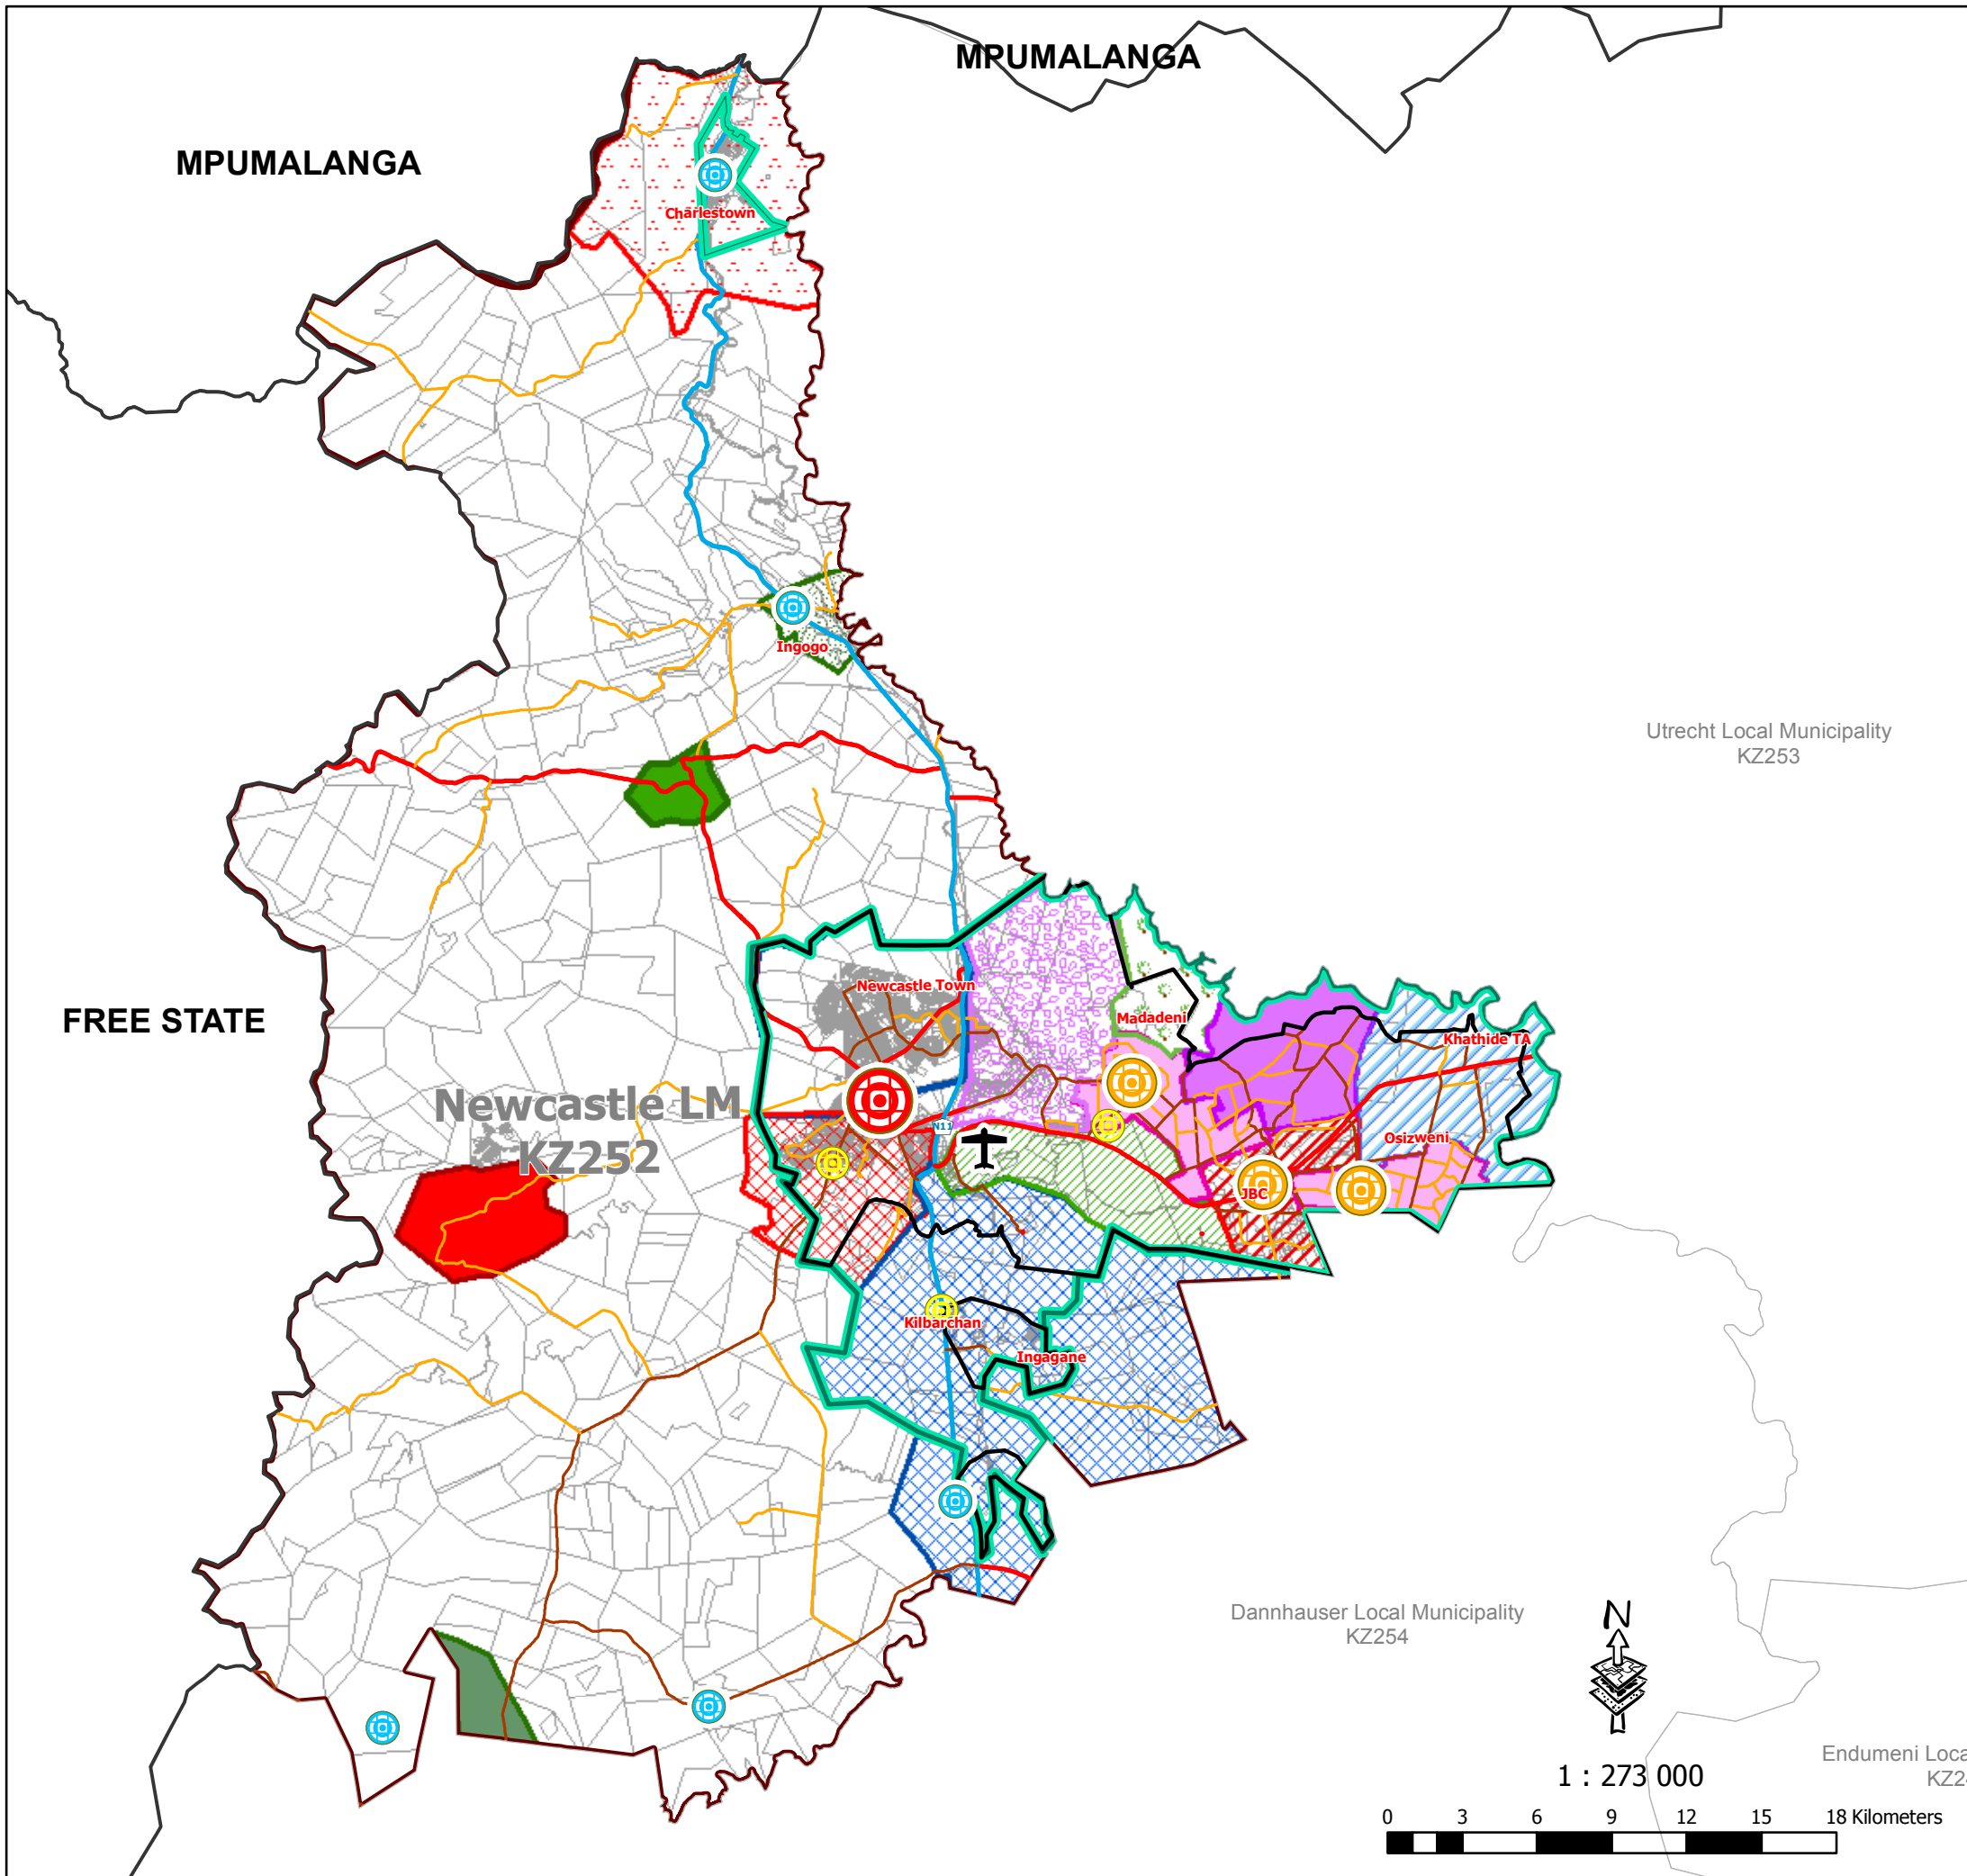 MPUMALANGA
MPUMALANGA
Charlestown
Ingogo
Utrecht Local Municipality
KZ253
Newcastle Town
FREE STATE
Madadeni
Khathide TA
Newcastle LM
KZ252
N11
Osizweni
JBC
Kilbarchan
Ingagane
Dannhauser Local Municipality
KZ254
N
Endumeni Loca
KZ24
1 : 273 000
0 3 6 9 12 15 18 Kilometers